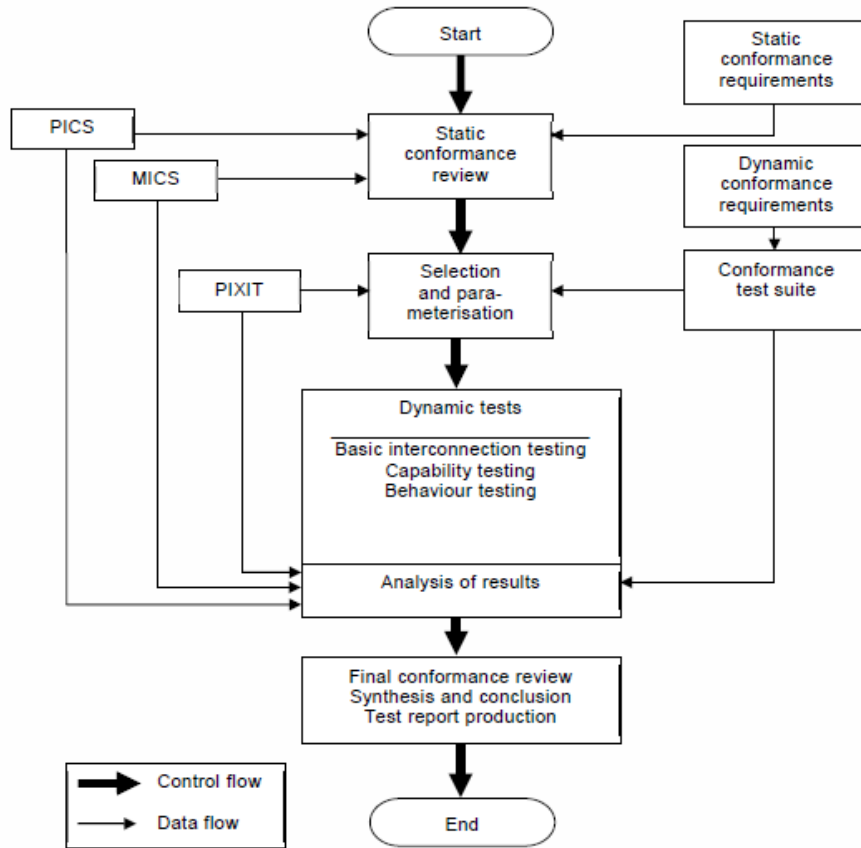 Start
Static
conformance
requirements
PICS
Static
conformance
review
MICS
Dynamic
conformance
requirements
PIXIT
Selection
and para-
meterisation
Conformance
test suite
Dynamic tests
Basic interconnection testing
Capability testing
Behaviour testing
Analysis of results
Final conformance review
Synthesis and conclusion
Test report production
Control flow
Data flow
End